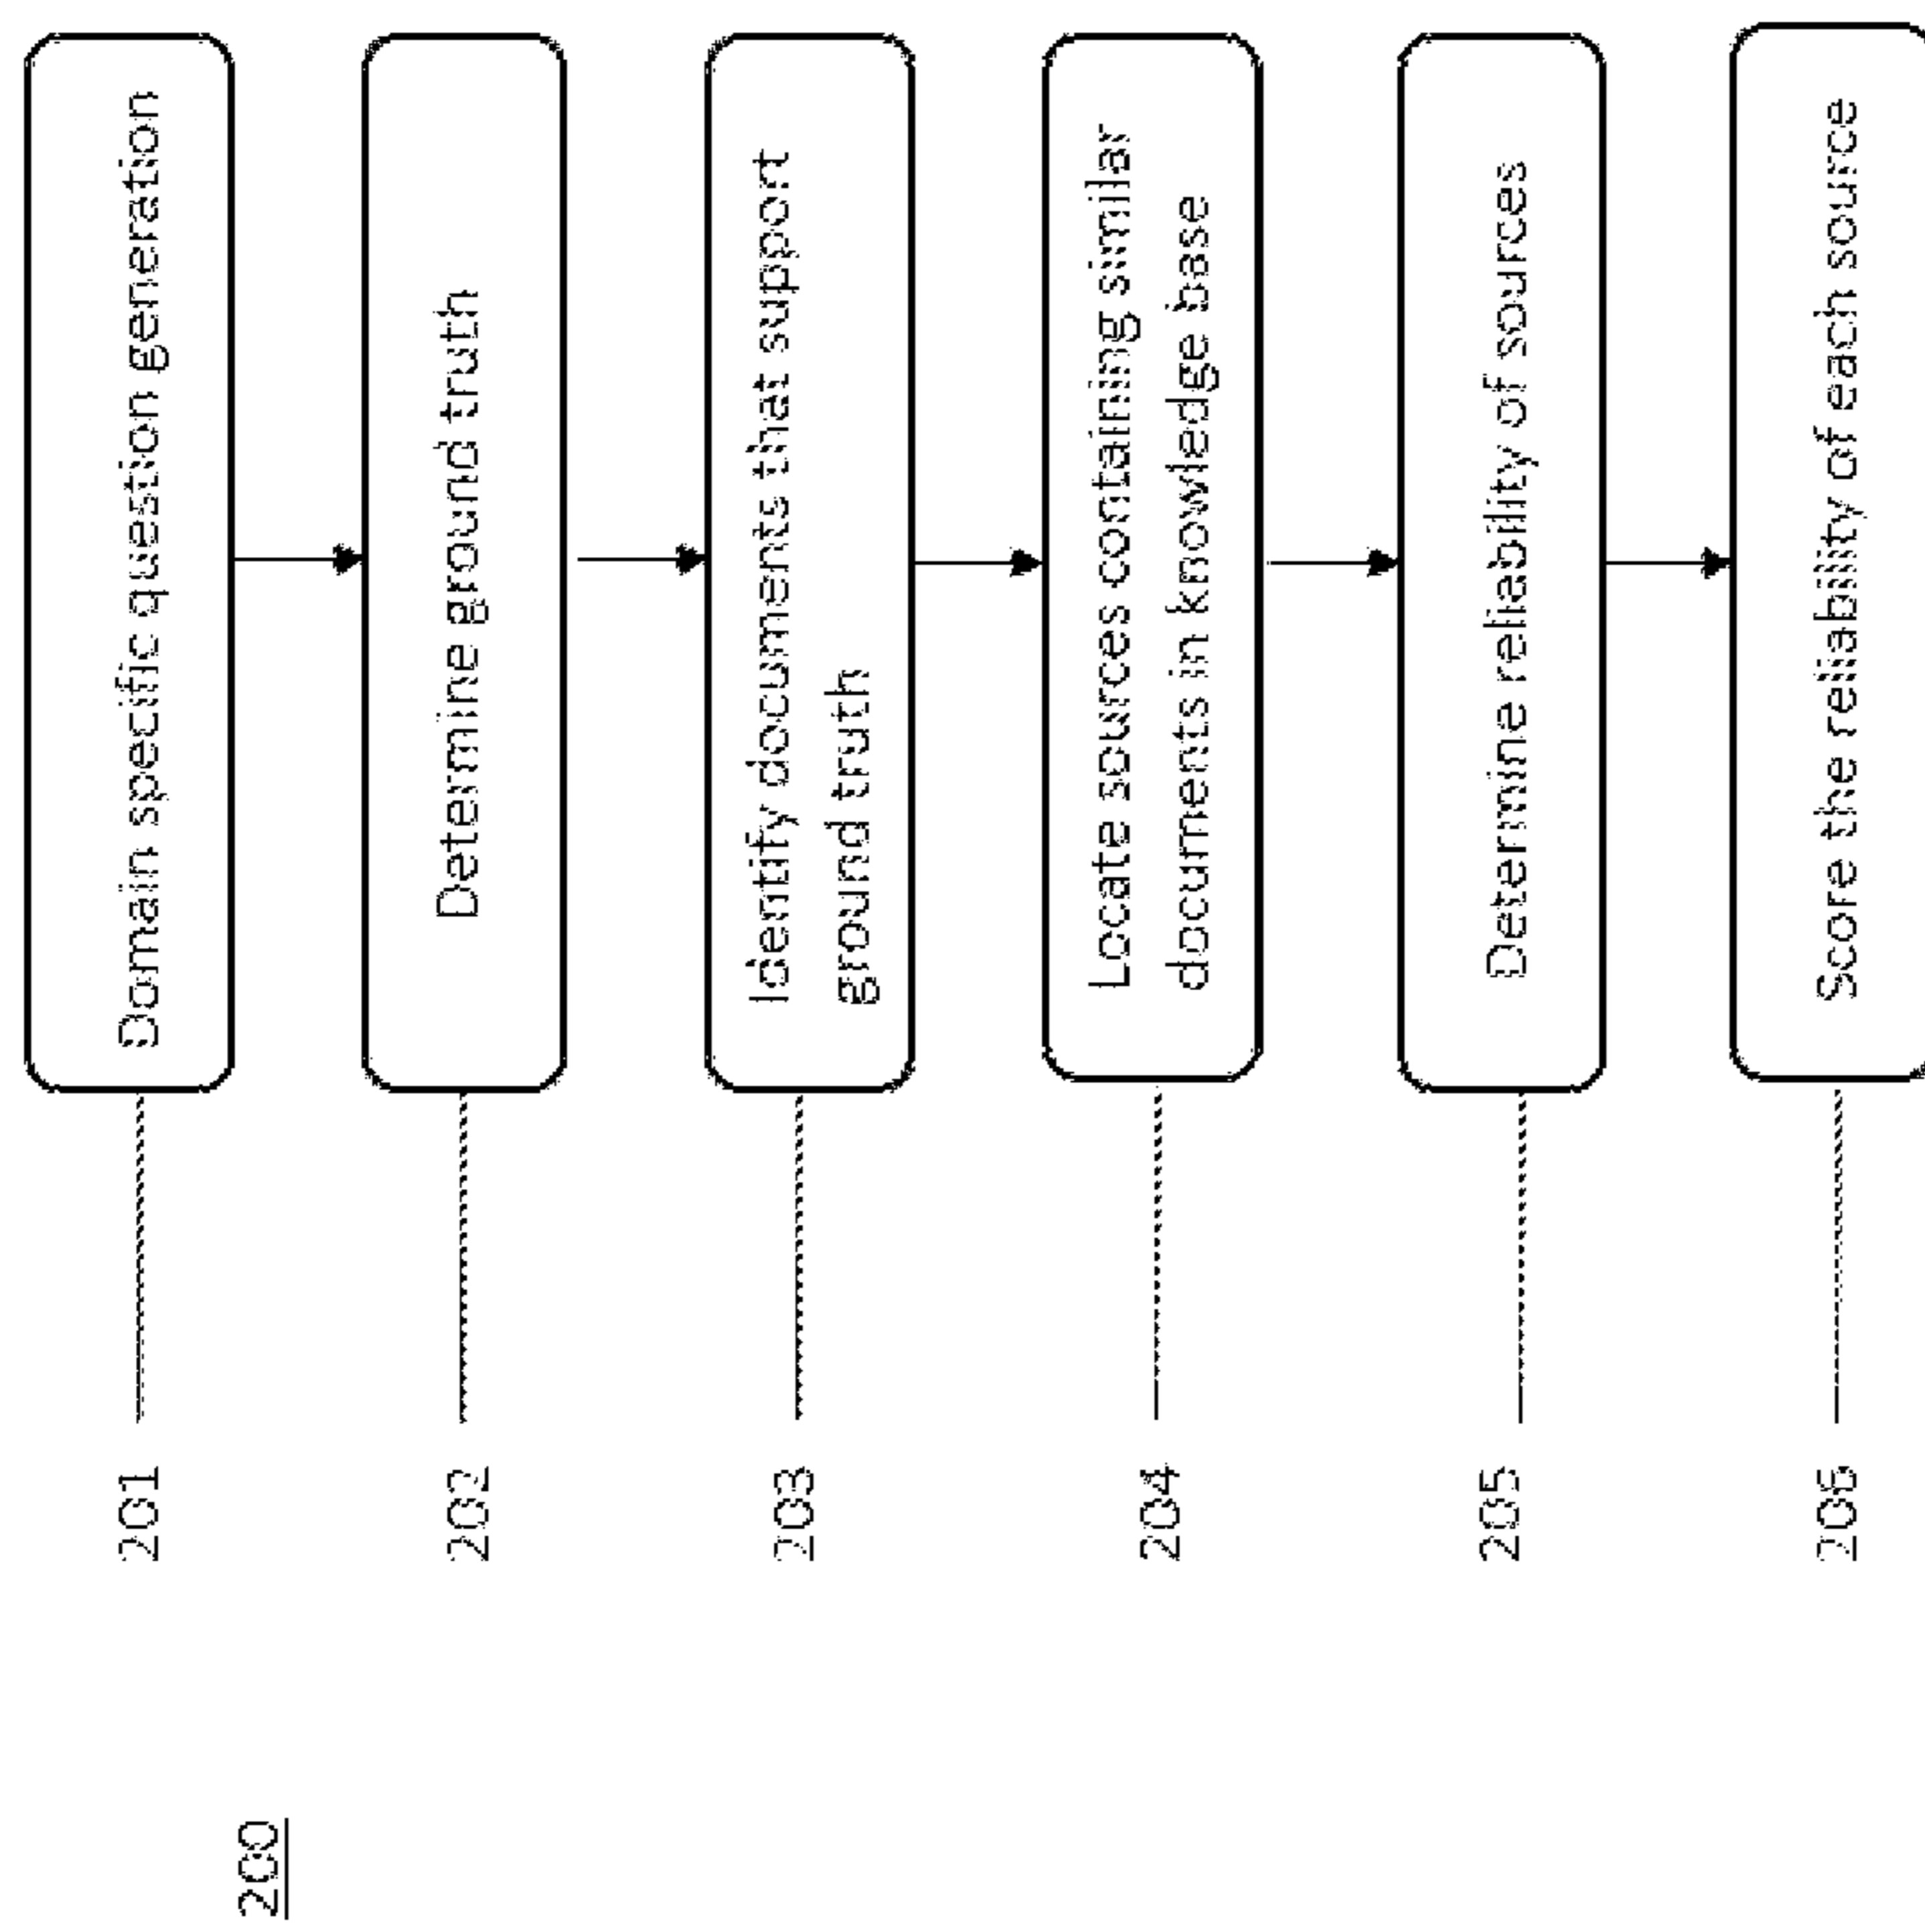 200
201
Domain specific question generation
202
Determine ground truth
203
Identify documents that support
ground truth
204
Locate sources containing similar
documents in knowledge base
205
Determine reliability of sources
206
Score the reliability of each source